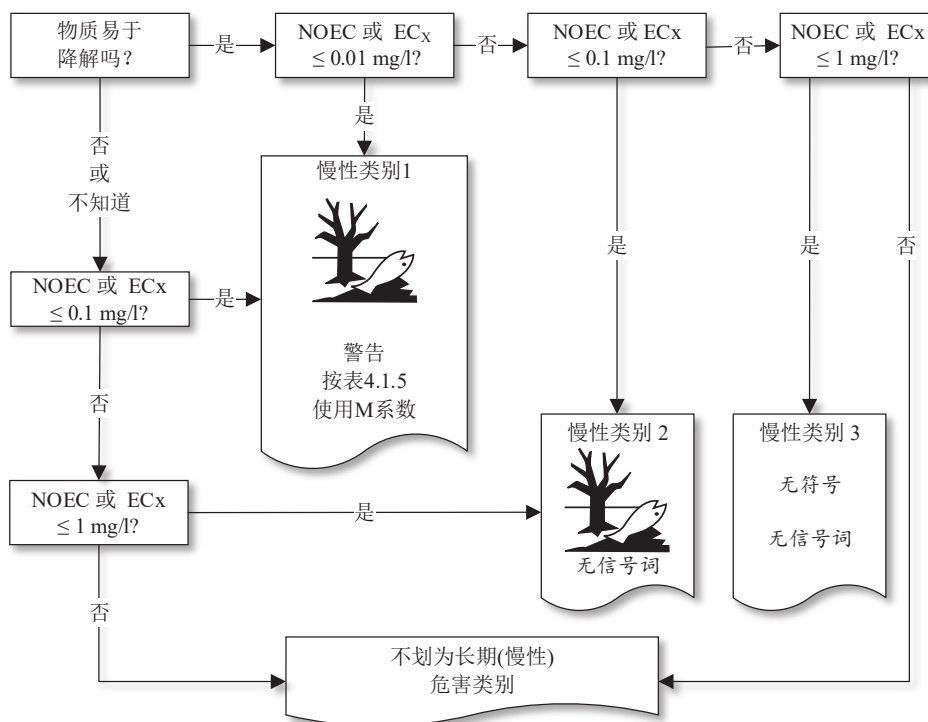 物质易于
降解吗？
是
NOEC 或 ECX
≤ 0.01 mg/l?
否
NOEC 或 ECx
≤ 0.1 mg/l?
否
NOEC 或 ECx
≤ 1 mg/l?
否
或
不知道
是
慢性类别1
警告
按表4.1.5
使用M系数
是
是
否
NOEC 或 ECx
≤ 0.1 mg/l?
是
否
慢性类别 2
无信号词
慢性类别 3
无符号
无信号词
NOEC 或 ECx
≤ 1 mg/l?
是
否
不划为长期(慢性)
危害类别